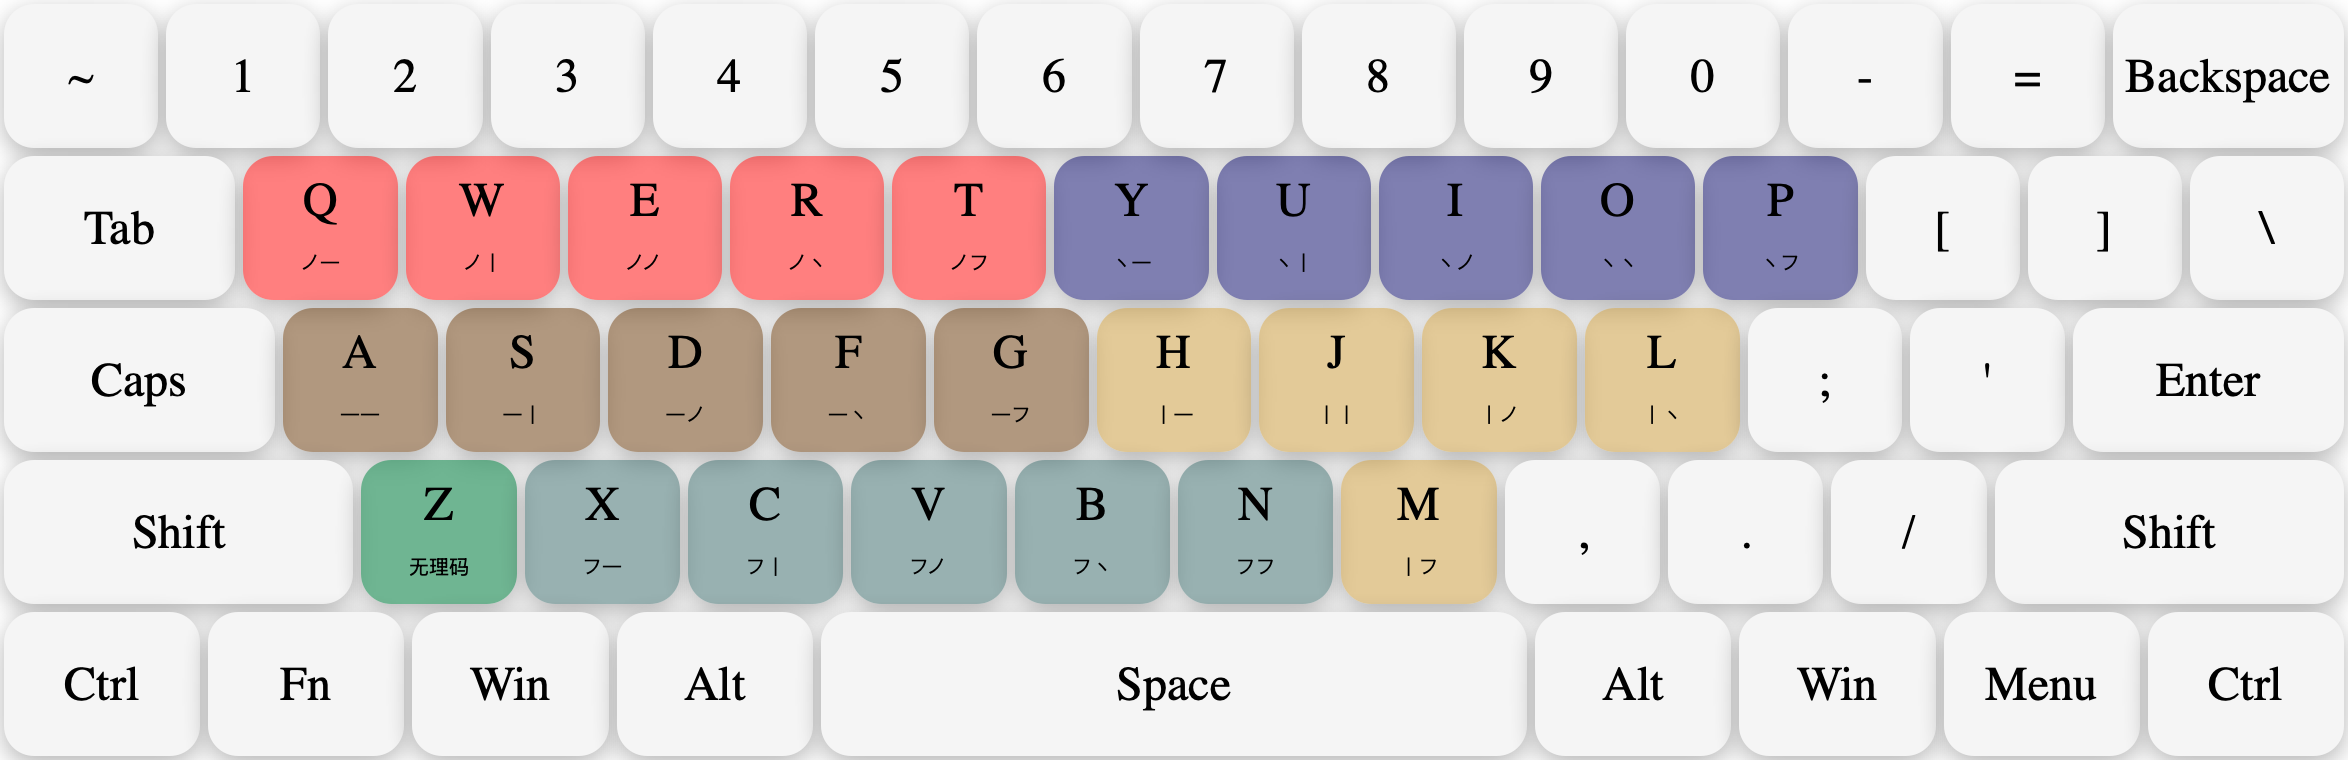 ~ 1 2 3 4 5 6 7 8 9 0 - = Backspace
Tab Q W E R T Y U I O P [ ] \
ノ一 ノ丨 ノノ ノ丶 ノフ 丶一 丶丨 丶ノ 丶丶 丶フ
Caps A S D F G H J K L ; ' Enter
一一 一丨 一ノ 一丶 一フ 丨一 丨丨 丨ノ 丨丶
Shift Z X C V B N M , . / Shift
无理码 フ一 フ丨 フノ フ丶 フフ 丨フ
Ctrl Fn Win Alt Space Alt Win Menu Ctrl